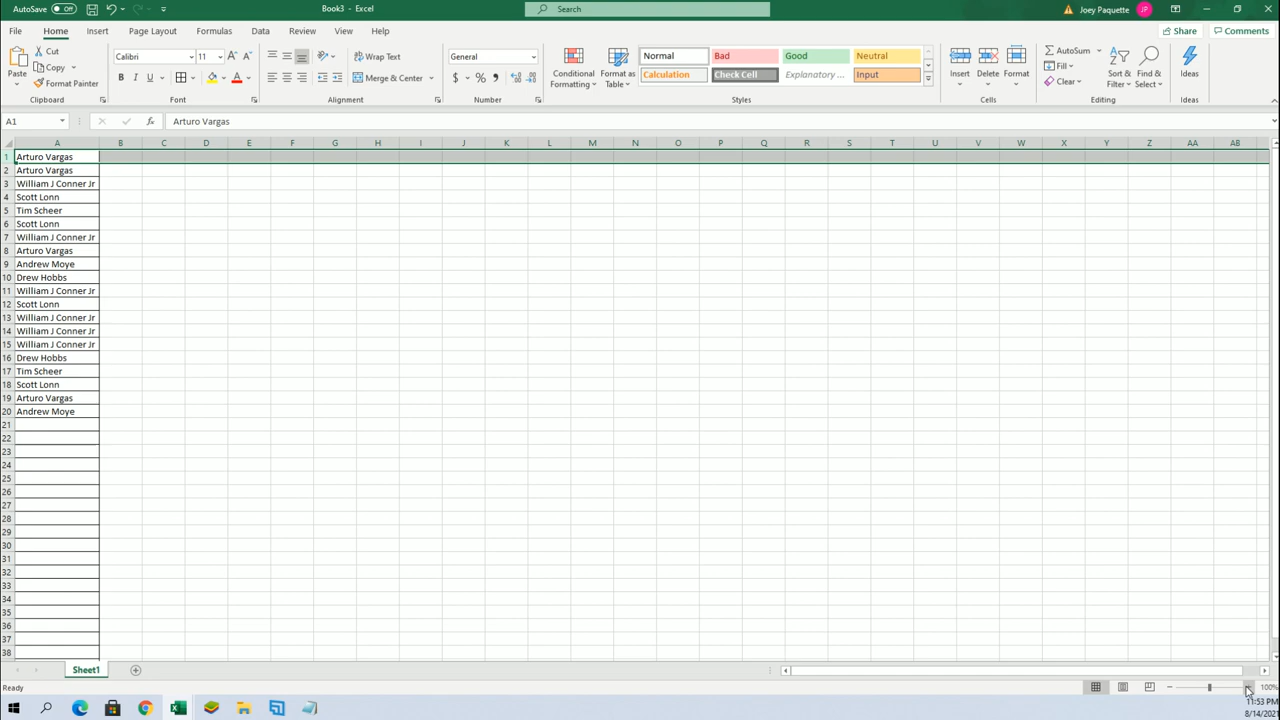 AutoSave Off Book3 - Excel Search Joey Paquette JP
File Home Insert Page Layout Formulas Data Review View Help Share Comments
Paste Cut Copy Format Painter Clipboard
Calibri 11 B I U A Font
Wrap Text Merge & Center Alignment
General $ % Number
Conditional Formatting Format as Table
Normal Bad Good Neutral
Calculation Check Cell Explanatory ... Input
Styles
Insert Delete Format Cells
AutoSum Fill Clear Sort & Filter Find & Select Editing
Ideas Ideas
A1 fx Arturo Vargas
A B C D E F G H I J K L M N O P Q R S T U V W X Y Z AA AB
1 Arturo Vargas
2 Arturo Vargas
3 William J Conner Jr
4 Scott Lonn
5 Tim Scheer
6 Scott Lonn
7 William J Conner Jr
8 Arturo Vargas
9 Andrew Moye
10 Drew Hobbs
11 William J Conner Jr
12 Scott Lonn
13 William J Conner Jr
14 William J Conner Jr
15 William J Conner Jr
16 Drew Hobbs
17 Tim Scheer
18 Scott Lonn
19 Arturo Vargas
20 Andrew Moye
21
22
23
24
25
26
27
28
29
30
31
32
33
34
35
36
37
38
Sheet1
Ready 100%
11:53 PM